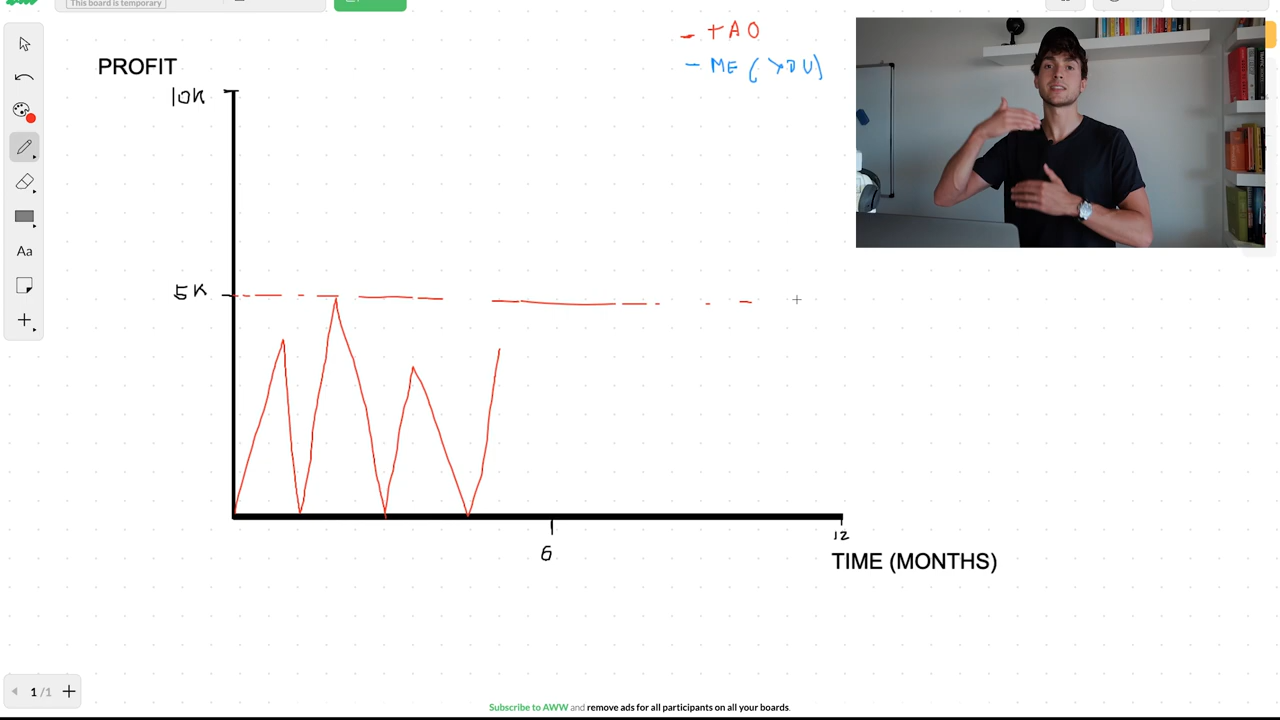 This board is temporary
- TAO
- ME (YOU)
PROFIT
10K
5K
6
12
TIME (MONTHS)
Aa
1/1
Subscribe to AWW and remove ads for all participants on all your boards.